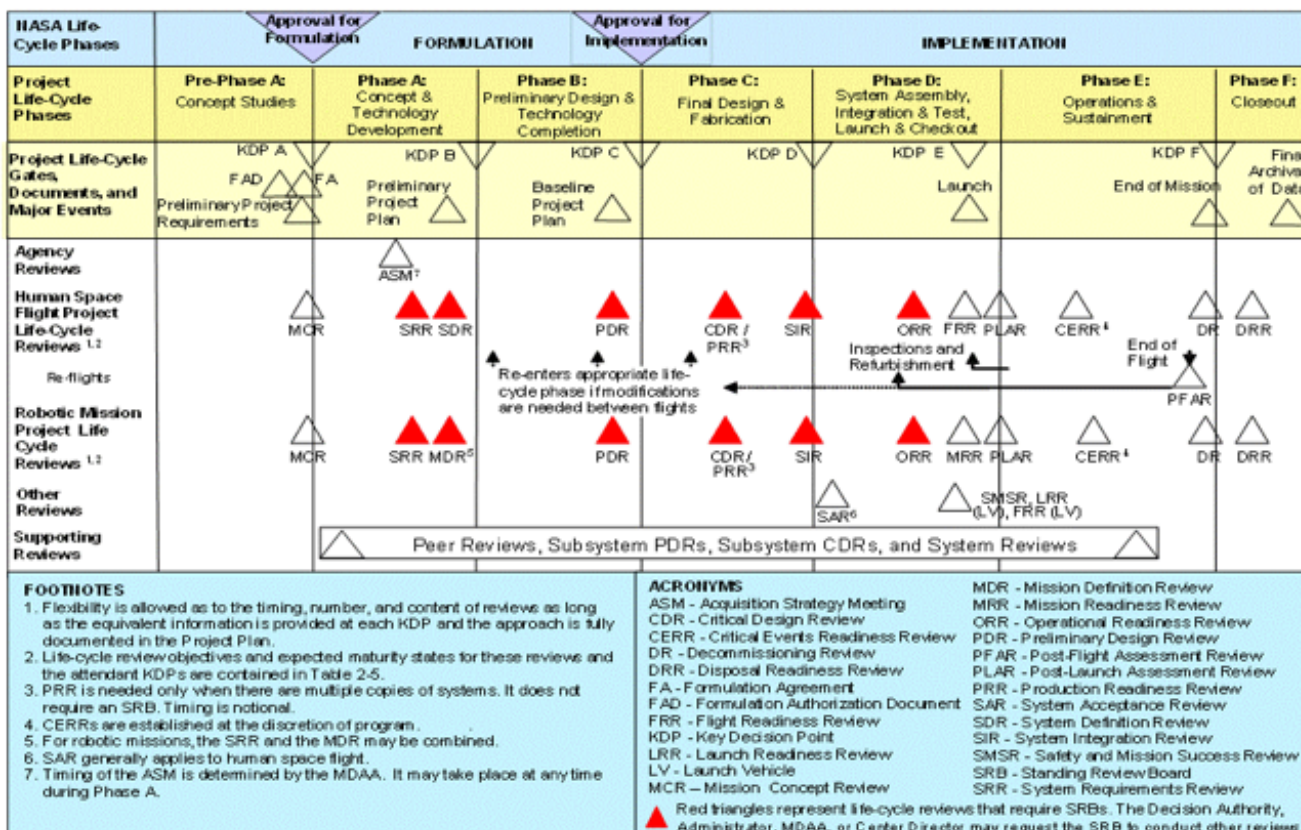 NASA Life-
Cycle Phases
Approval for
Formulation
FORMULATION
Approval for
Implementation
IMPLEMENTATION
Project
Life-Cycle
Phases
Pre-Phase A:
Concept Studies
Phase A:
Concept &
Technology
Development
Phase B:
Preliminary Design &
Technology
Completion
Phase C:
Final Design &
Fabrication
Phase D:
System Assembly,
Integration & Test,
Launch & Checkout
Phase E:
Operations &
Sustainment
Phase F:
Closeout
Project Life-Cycle
Gates,
Documents, and
Major Events
KDP A
FAD
FA
Preliminary Project
Requirements
KDP B
Preliminary
Project
Plan
KDP C
Baseline
Project
Plan
KDP D
KDP E
Launch
KDP F
End of Mission
Fina
Archiva
of Data
Agency
Reviews
ASM⁷
Human Space
Flight Project
Life-Cycle
Reviews 1,2
MCR SRR SDR PDR CDR / PRR³ SIR ORR FRR PLAR CERR⁴ DR DRR
Re-flights
Re-enters appropriate life-
cycle phase if modifications
are needed between flights
Inspections and
Refurbishment
End of
Flight
PFAR
Robotic Mission
Project Life
Cycle
Reviews 1,2
MCR SRR MDR⁵ PDR CDR / PRR³ SIR ORR MRR PLAR CERR⁴ DR DRR
Other
Reviews
SAR⁶
SMSR, LRR
(LV), FRR (LV)
Supporting
Reviews
Peer Reviews, Subsystem PDRs, Subsystem CDRs, and System Reviews
FOOTNOTES
1. Flexibility is allowed as to the timing, number, and content of reviews as long
as the equivalent information is provided at each KDP and the approach is fully
documented in the Project Plan.
2. Life-cycle review objectives and expected maturity states for these reviews and
the attendant KDPs are contained in Table 2-5.
3. PRR is needed only when there are multiple copies of systems. It does not
require an SRB. Timing is notional.
4. CERRs are established at the discretion of program.
5. For robotic missions, the SRR and the MDR may be combined.
6. SAR generally applies to human space flight.
7. Timing of the ASM is determined by the MDAA. It may take place at any time
during Phase A.
ACRONYMS
ASM - Acquisition Strategy Meeting
CDR - Critical Design Review
CERR - Critical Events Readiness Review
DR - Decommissioning Review
DRR - Disposal Readiness Review
FA - Formulation Agreement
FAD - Formulation Authorization Document
FRR - Flight Readiness Review
KDP - Key Decision Point
LRR - Launch Readiness Review
LV - Launch Vehicle
MCR – Mission Concept Review
MDR - Mission Definition Review
MRR - Mission Readiness Review
ORR - Operational Readiness Review
PDR - Preliminary Design Review
PFAR - Post-Flight Assessment Review
PLAR - Post-Launch Assessment Review
PRR - Production Readiness Review
SAR - System Acceptance Review
SDR - System Definition Review
SIR - System Integration Review
SMSR - Safety and Mission Success Review
SRB - Standing Review Board
SRR - System Requirements Review
Red triangles represent life-cycle reviews that require SRBs. The Decision Authority,
Administrator, MDAA, or Center Director may request the SRB to conduct other reviews